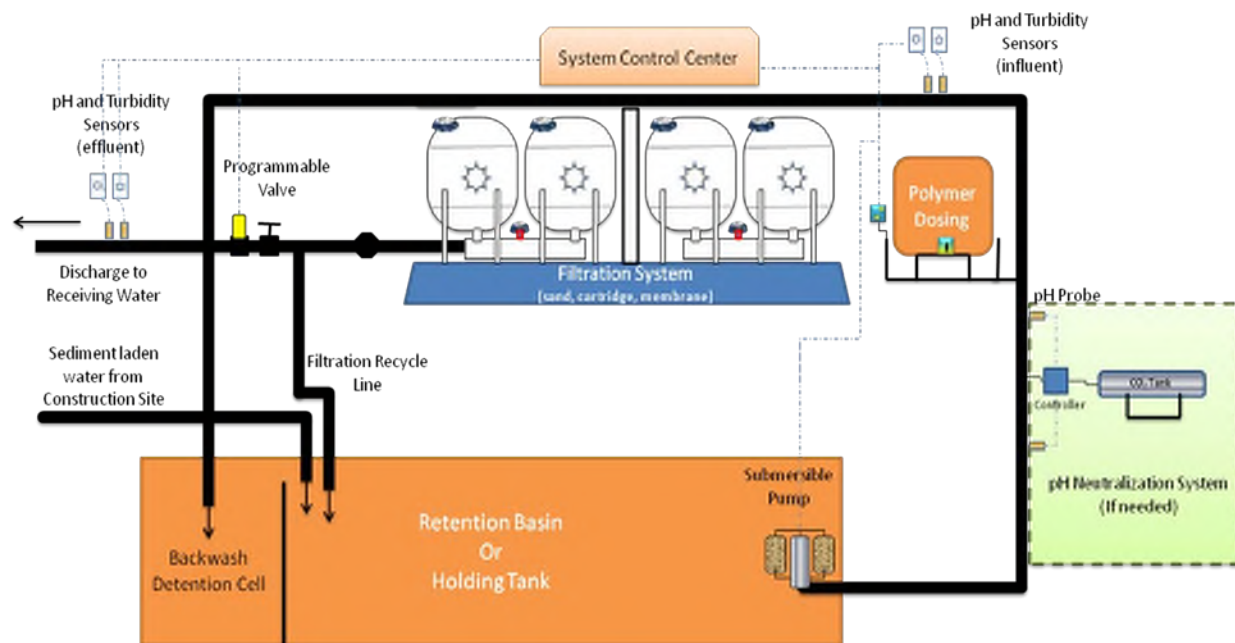 pH and Turbidity
Sensors
(influent)
System Control Center
pH and Turbidity
Sensors
(effluent)
Programmable
Valve
Polymer
Dosing
Discharge to
Receiving Water
Filtration System
(sand, cartridge, membrane)
pH Probe
Sediment laden
water from
Construction Site
Filtration Recycle
Line
CO₂ Tank
Controller
Submersible
Pump
pH Neutralization System
(If needed)
Retention Basin
Or
Holding Tank
Backwash
Detention Cell